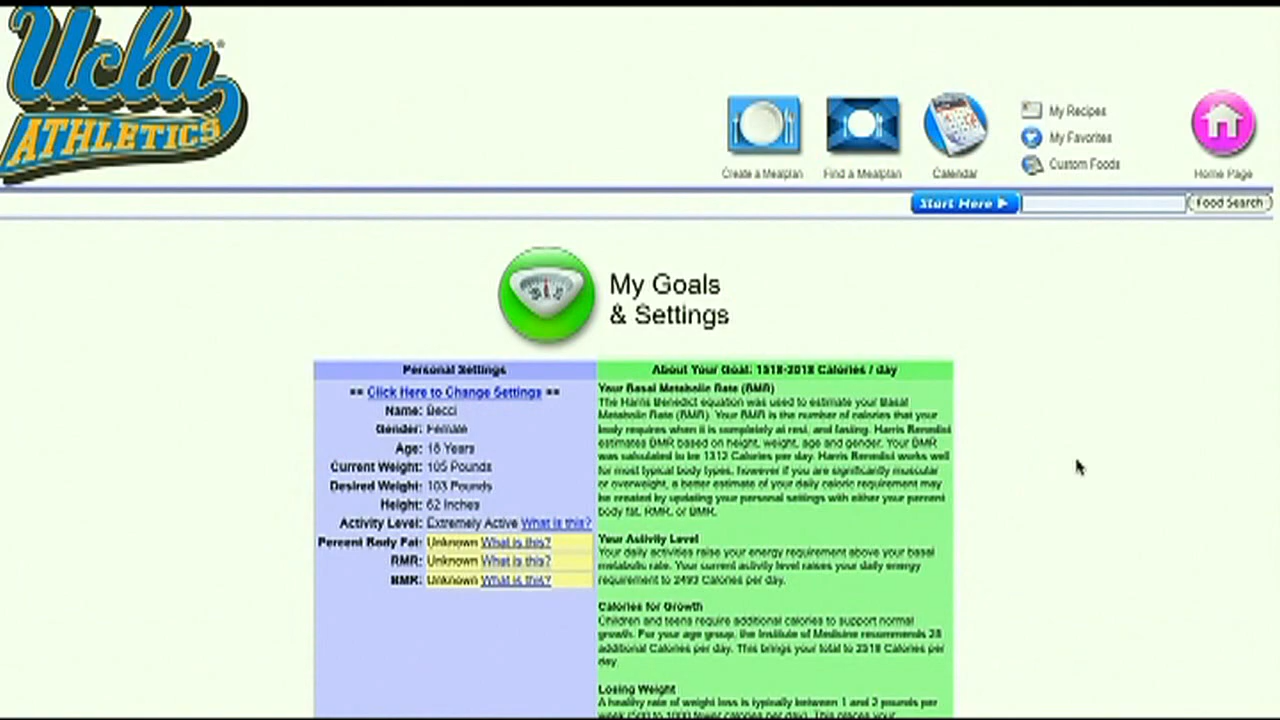 Ucla
ATHLETICS
Create a Mealplan
Find a Mealplan
Calendar
My Recipes
My Favorites
Custom Foods
Home Page
Start Here
Food Search
My Goals
& Settings
Personal Settings
== Click Here to Change Settings ==
Name: Becci
Gender: Female
Age: 18 Years
Current Weight: 105 Pounds
Desired Weight: 103 Pounds
Height: 62 Inches
Activity Level: Extremely Active What is this?
Percent Body Fat: Unknown What is this?
RMR: Unknown What is this?
BMR: Unknown What is this?
About Your Goal: 1518-2018 Calories / day
Your Basal Metabolic Rate (BMR)
The Harris Benedict equation was used to estimate your Basal
Metabolic Rate (BMR). Your BMR is the number of calories that your
body requires when it is completely at rest, and fasting. Harris Benedict
estimates BMR based on height, weight, age and gender. Your BMR
was calculated to be 1312 Calories per day. Harris Benedict works well
for most typical body types, however if you are significantly muscular
or overweight, a better estimate of your daily caloric requirement may
be created by updating your personal settings with either your percent
body fat, RMR, or BMR.
Your Activity Level
Your daily activities raise your energy requirement above your basal
metabolic rate. Your current activity level raises your daily energy
requirement to 2493 Calories per day.
Calories for Growth
Children and teens require additional calories to support normal
growth. For your age group, the Institute of Medicine recommends 25
additional Calories per day. This brings your total to 2518 Calories per
day.
Losing Weight
A healthy rate of weight loss is typically between 1 and 2 pounds per
week (500 to 1000 fewer calories per day). This places your